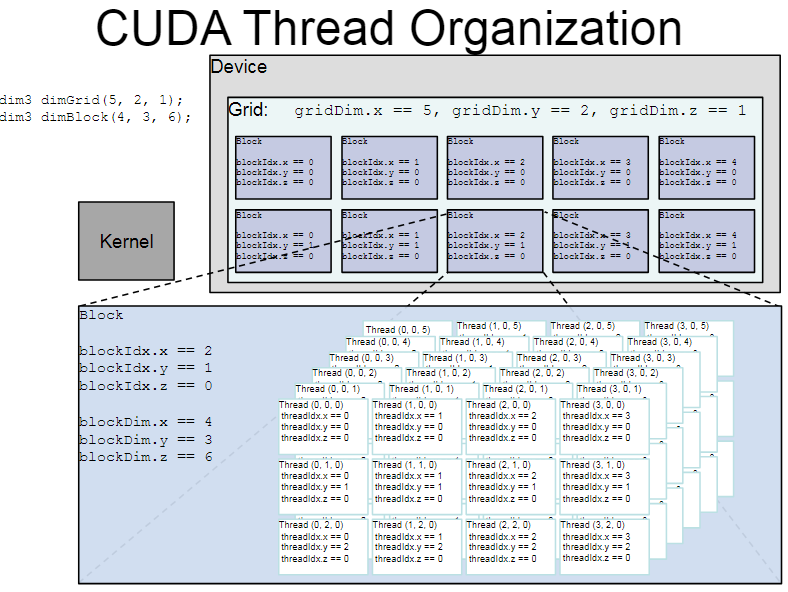 CUDA Thread Organization
Device
dim3 dimGrid(5, 2, 1);
dim3 dimBlock(4, 3, 6);
Grid: gridDim.x == 5, gridDim.y == 2, gridDim.z == 1
Block
blockIdx.x == 0
blockIdx.y == 0
blockIdx.z == 0
Block
blockIdx.x == 1
blockIdx.y == 0
blockIdx.z == 0
Block
blockIdx.x == 2
blockIdx.y == 0
blockIdx.z == 0
Block
blockIdx.x == 3
blockIdx.y == 0
blockIdx.z == 0
Block
blockIdx.x == 4
blockIdx.y == 0
blockIdx.z == 0
Block
blockIdx.x == 0
blockIdx.y == 1
blockIdx.z == 0
Block
blockIdx.x == 1
blockIdx.y == 1
blockIdx.z == 0
Block
blockIdx.x == 2
blockIdx.y == 1
blockIdx.z == 0
Block
blockIdx.x == 3
blockIdx.y == 1
blockIdx.z == 0
Block
blockIdx.x == 4
blockIdx.y == 1
blockIdx.z == 0
Kernel
Block
blockIdx.x == 2
blockIdx.y == 1
blockIdx.z == 0
blockDim.x == 4
blockDim.y == 3
blockDim.z == 6
Thread (0, 0, 5)
Thread (1, 0, 5)
Thread (2, 0, 5)
Thread (3, 0, 5)
Thread (0, 0, 4)
Thread (1, 0, 4)
Thread (2, 0, 4)
Thread (3, 0, 4)
Thread (0, 0, 3)
Thread (1, 0, 3)
Thread (2, 0, 3)
Thread (3, 0, 3)
Thread (0, 0, 2)
Thread (1, 0, 2)
Thread (2, 0, 2)
Thread (3, 0, 2)
Thread (0, 0, 1)
Thread (1, 0, 1)
Thread (2, 0, 1)
Thread (3, 0, 1)
Thread (0, 0, 0)
threadIdx.x == 0
threadIdx.y == 0
threadIdx.z == 0
Thread (1, 0, 0)
threadIdx.x == 1
threadIdx.y == 0
threadIdx.z == 0
Thread (2, 0, 0)
threadIdx.x == 2
threadIdx.y == 0
threadIdx.z == 0
Thread (3, 0, 0)
threadIdx.x == 3
threadIdx.y == 0
threadIdx.z == 0
Thread (0, 1, 0)
threadIdx.x == 0
threadIdx.y == 1
threadIdx.z == 0
Thread (1, 1, 0)
threadIdx.x == 1
threadIdx.y == 1
threadIdx.z == 0
Thread (2, 1, 0)
threadIdx.x == 2
threadIdx.y == 1
threadIdx.z == 0
Thread (3, 1, 0)
threadIdx.x == 3
threadIdx.y == 1
threadIdx.z == 0
Thread (0, 2, 0)
threadIdx.x == 0
threadIdx.y == 2
threadIdx.z == 0
Thread (1, 2, 0)
threadIdx.x == 1
threadIdx.y == 2
threadIdx.z == 0
Thread (2, 2, 0)
threadIdx.x == 2
threadIdx.y == 2
threadIdx.z == 0
Thread (3, 2, 0)
threadIdx.x == 3
threadIdx.y == 2
threadIdx.z == 0